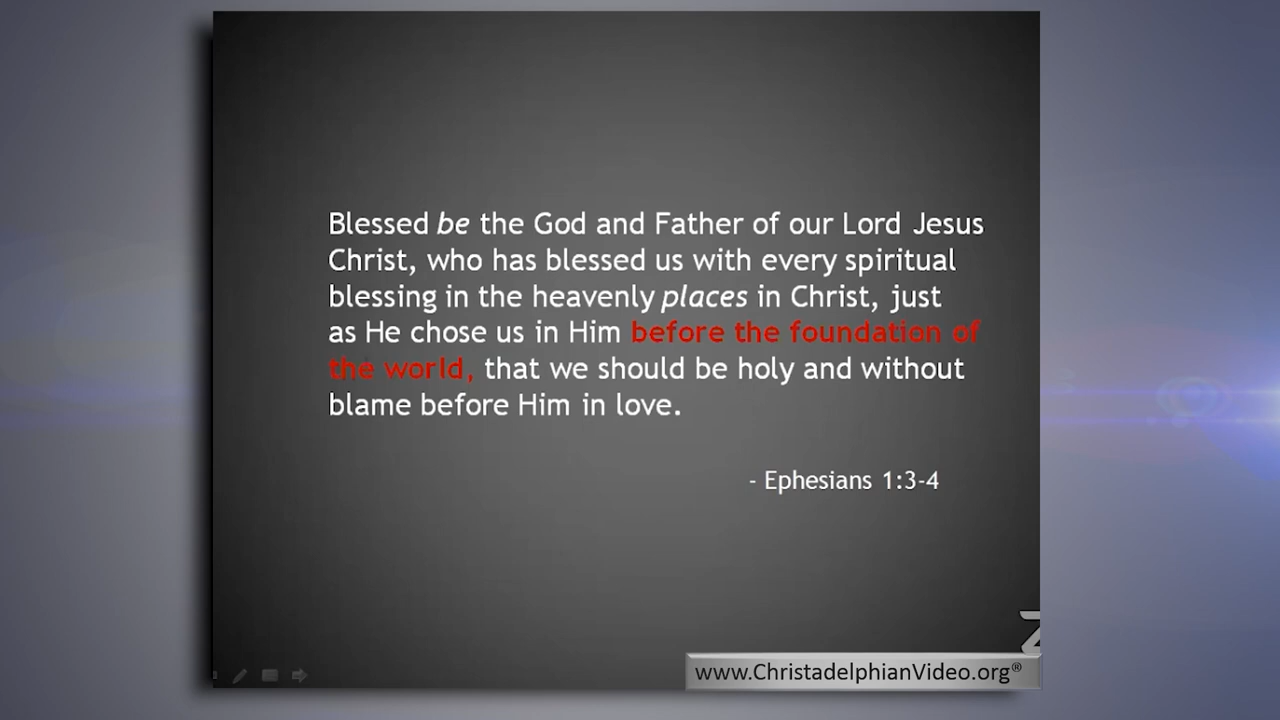 Blessed be the God and Father of our Lord Jesus
Christ, who has blessed us with every spiritual
blessing in the heavenly places in Christ, just
as He chose us in Him before the foundation of
the world, that we should be holy and without
blame before Him in love.
- Ephesians 1:3-4
www.ChristadelphianVideo.org®